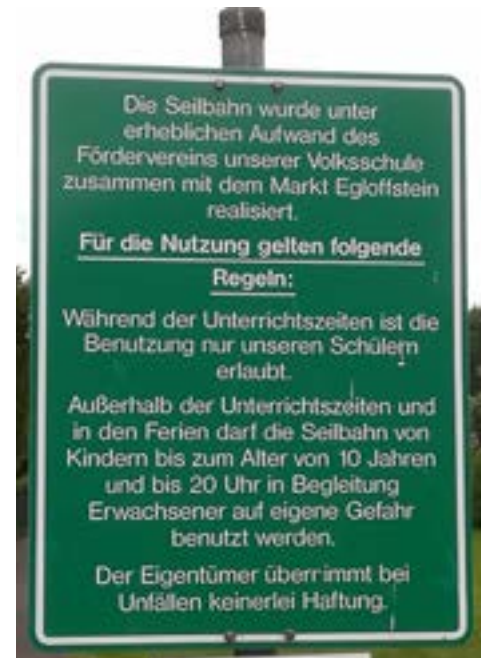 Die Seilbahn wurde unter
erheblichen Aufwand des
Fördervereins unserer Volksschule
zusammen mit dem Markt Egloffstein
realisiert.
Für die Nutzung gelten folgende
Regeln:
Während der Unterrichtszeiten ist die
Benutzung nur unseren Schülern
erlaubt.
Außerhalb der Unterrichtszeiten und
in den Ferien darf die Seilbahn von
Kindern bis zum Alter von 10 Jahren
und bis 20 Uhr in Begleitung
Erwachsener auf eigene Gefahr
benutzt werden.
Der Eigentümer übernimmt bei
Unfällen keinerlei Haftung.